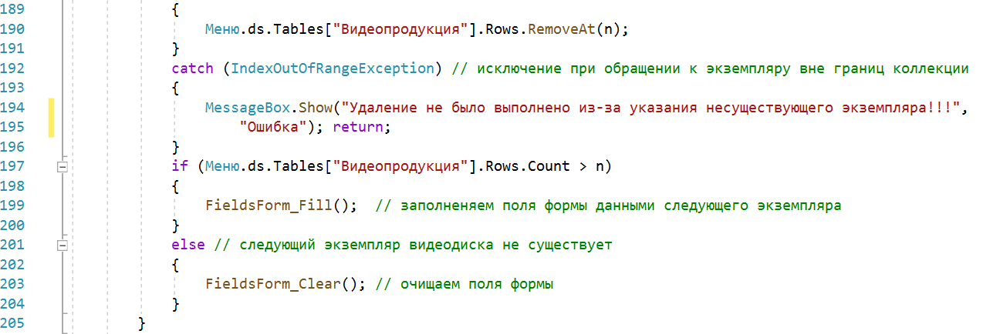 189 {
190 Меню.ds.Tables["Видеопродукция"].Rows.RemoveAt(n);
191 }
192 catch (IndexOutOfRangeException) // исключение при обращении к экземпляру вне границ коллекции
193 {
194 MessageBox.Show("Удаление не было выполнено из-за указания несуществующего экземпляра!!!",
195 "Ошибка"); return;
196 }
197 if (Меню.ds.Tables["Видеопродукция"].Rows.Count > n)
198 {
199 FieldsForm_Fill(); // заполненяем поля формы данными следующего экземпляра
200 }
201 else // следующий экземпляр видеодиска не существует
202 {
203 FieldsForm_Clear(); // очищаем поля формы
204 }
205 }